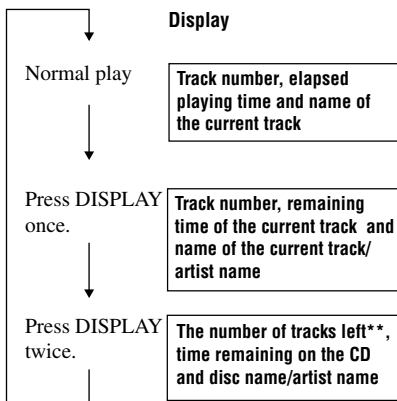 Display
Normal play
Track number, elapsed
playing time and name of
the current track
Press DISPLAY
once.
Track number, remaining
time of the current track and
name of the current track/
artist name
Press DISPLAY
twice.
The number of tracks left**,
time remaining on the CD
and disc name/artist name